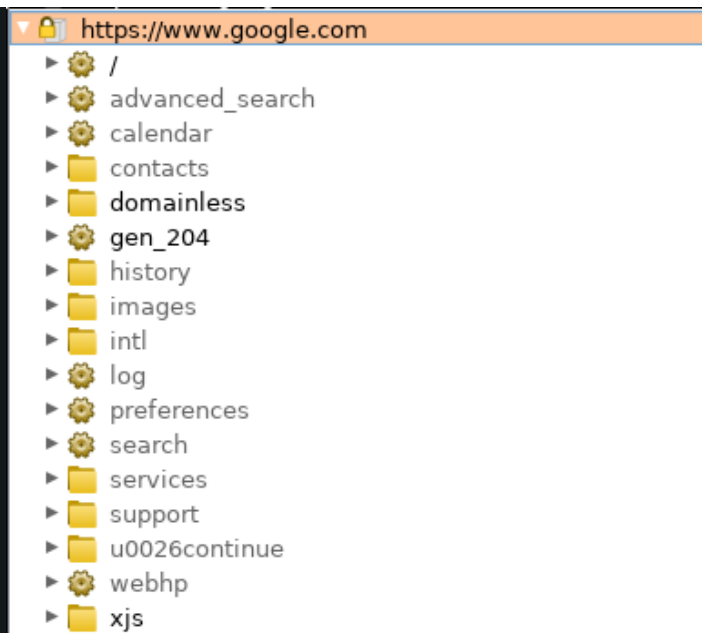 https://www.google.com
/
advanced_search
calendar
contacts
domainless
gen_204
history
images
intl
log
preferences
search
services
support
u0026continue
webhp
xjs